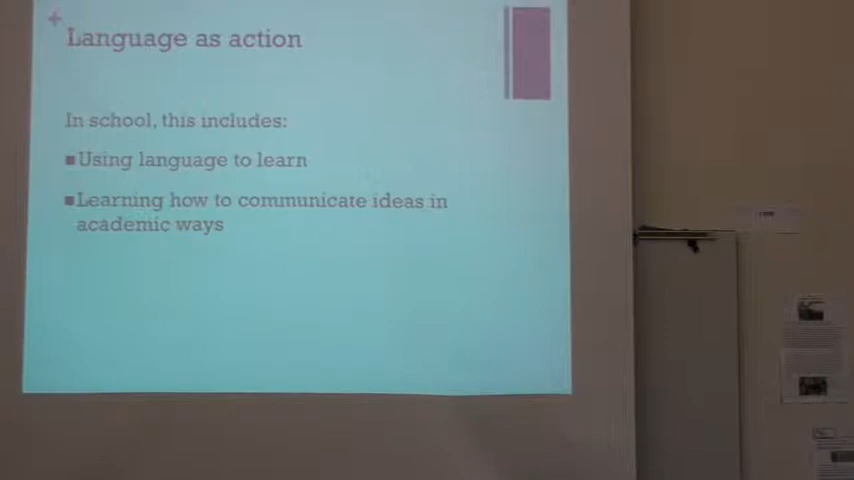 +
Language as action
In school, this includes:
■Using language to learn
■Learning how to communicate ideas in
academic ways